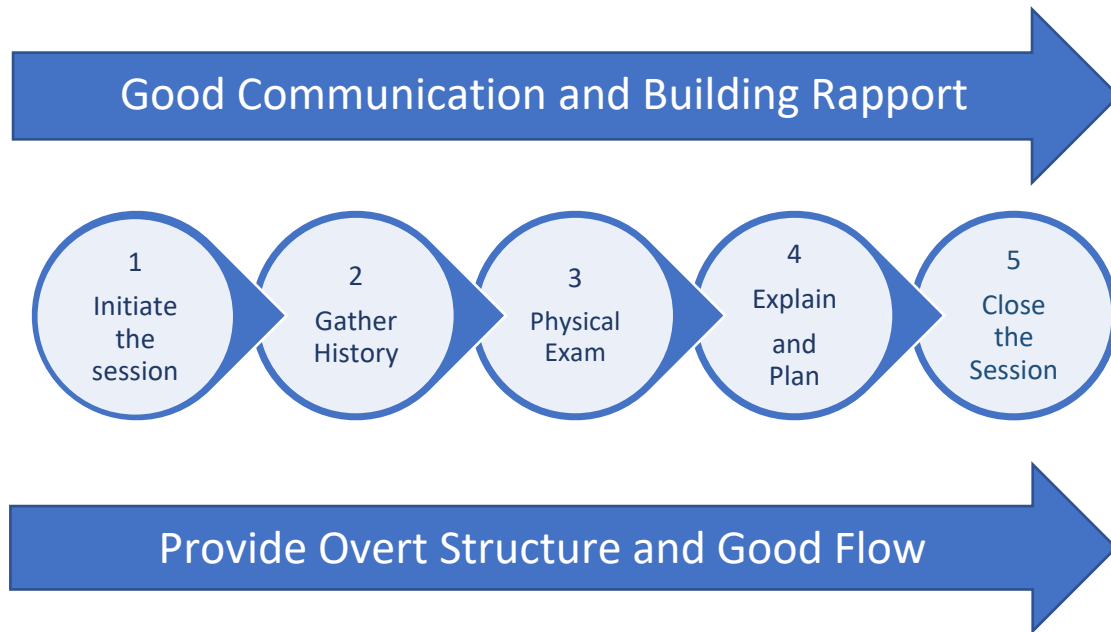 Good Communication and Building Rapport
1
Initiate
the
session
2
Gather
History
3
Physical
Exam
4
Explain
and
Plan
5
Close
the
Session
Provide Overt Structure and Good Flow